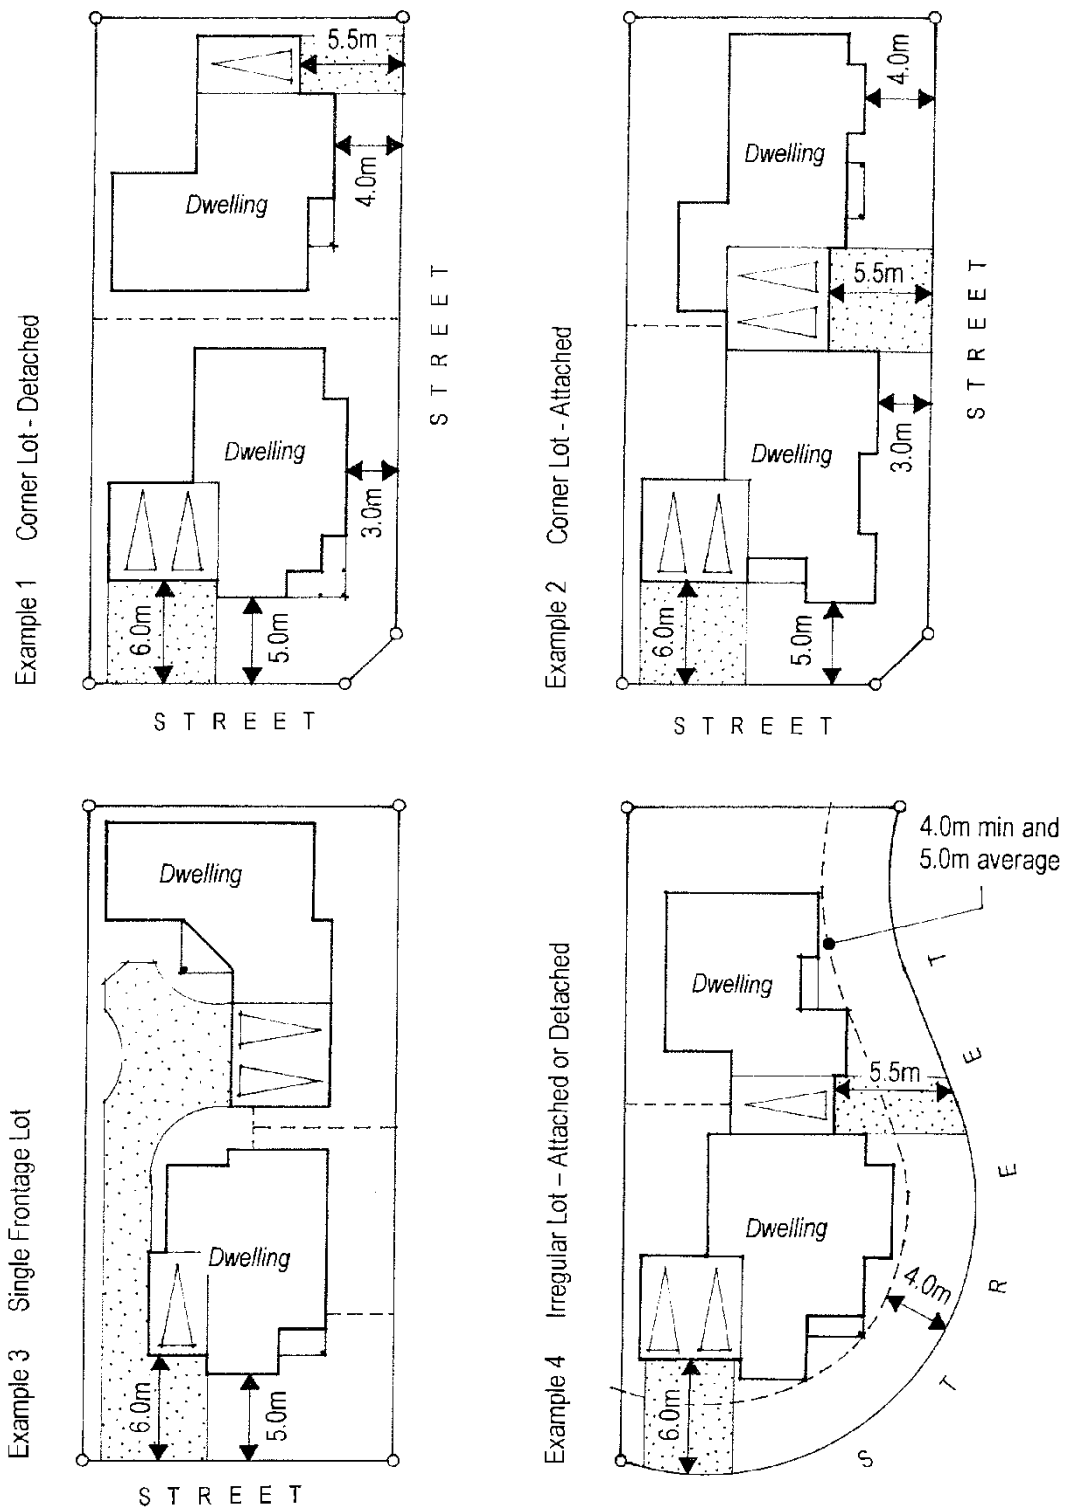 Example 1 Corner Lot - Detached
5.5m
4.0m
Dwelling
Dwelling
3.0m
6.0m
5.0m
STREET
STREET
Example 2 Corner Lot - Attached
4.0m
Dwelling
5.5m
Dwelling
3.0m
6.0m
5.0m
STREET
STREET
Example 3 Single Frontage Lot
Dwelling
Dwelling
6.0m
5.0m
STREET
Example 4 Irregular Lot – Attached or Detached
4.0m min and
5.0m average
Dwelling
5.5m
Dwelling
4.0m
6.0m
STREET